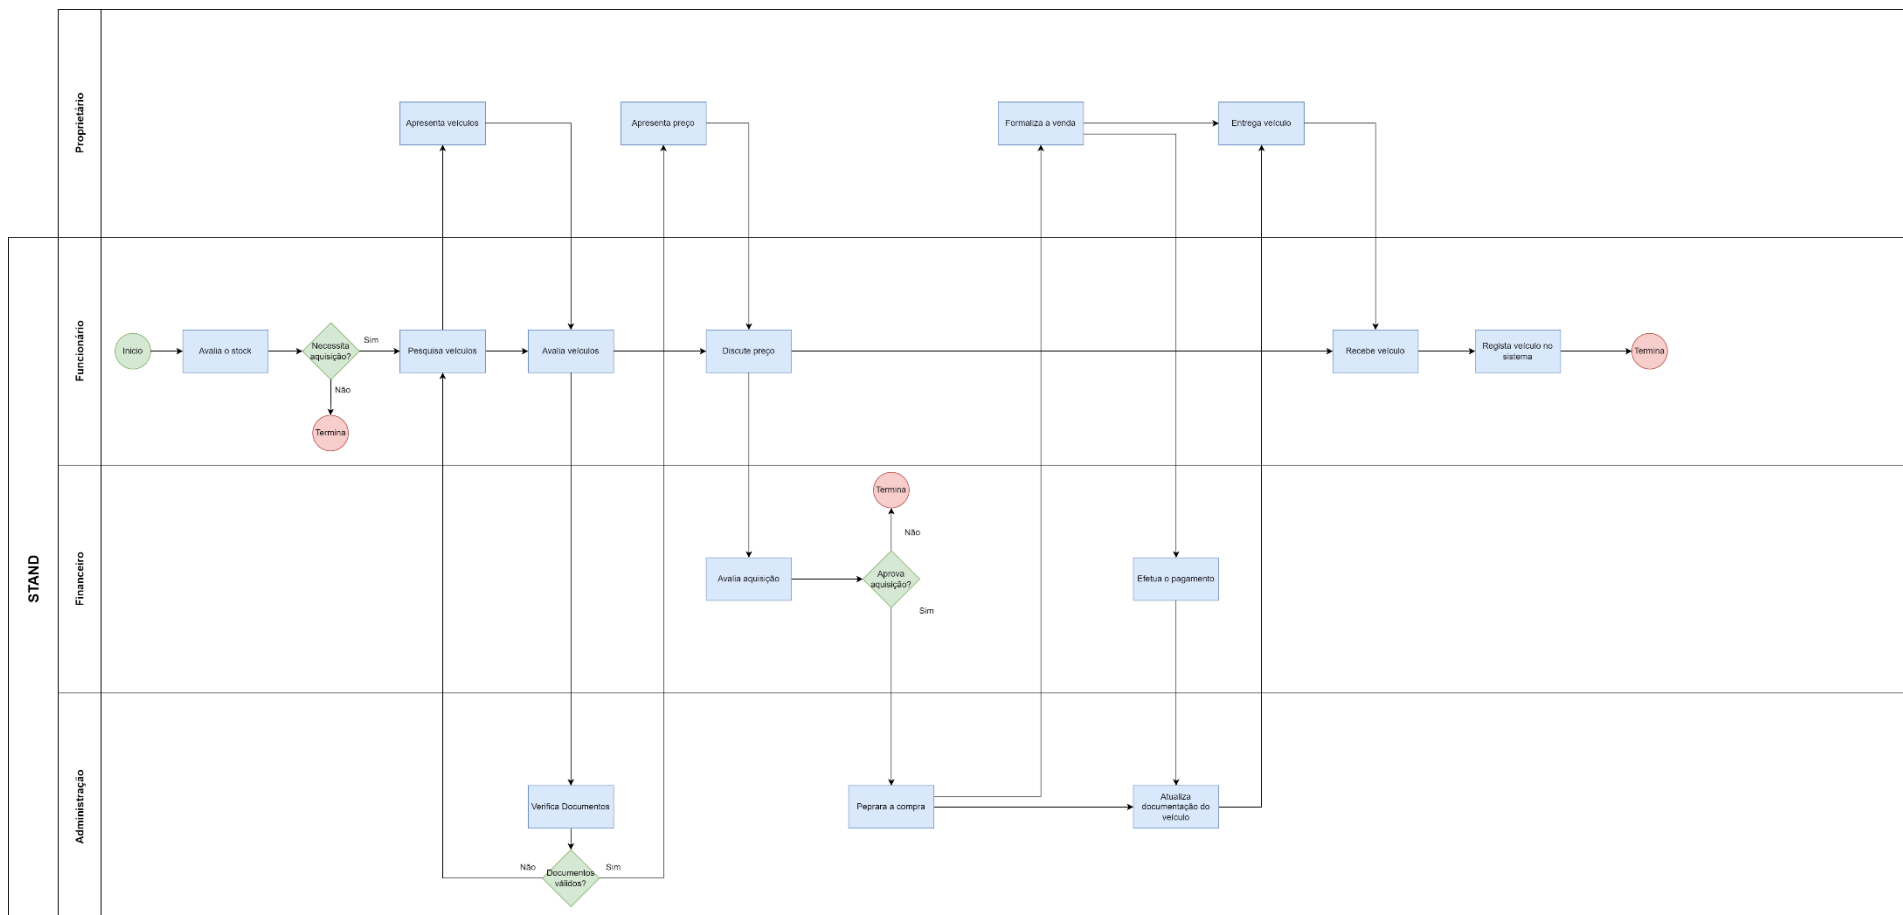 Proprietário
Apresenta veículos
Apresenta preço
Formaliza a venda
Entrega veículo
STAND
Funcionário
Início
Avalia o stock
Necessita
aquisição?
Sim
Não
Termina
Pesquisa veículos
Avalia veículos
Discute preço
Recebe veículo
Regista veículo no
sistema
Termina
Financeiro
Termina
Não
Avalia aquisição
Aprova
aquisição?
Sim
Efetua o pagamento
Administração
Verifica Documentos
Peprara a compra
Atualiza
documentação do
veículo
Não
Documentos
válidos?
Sim